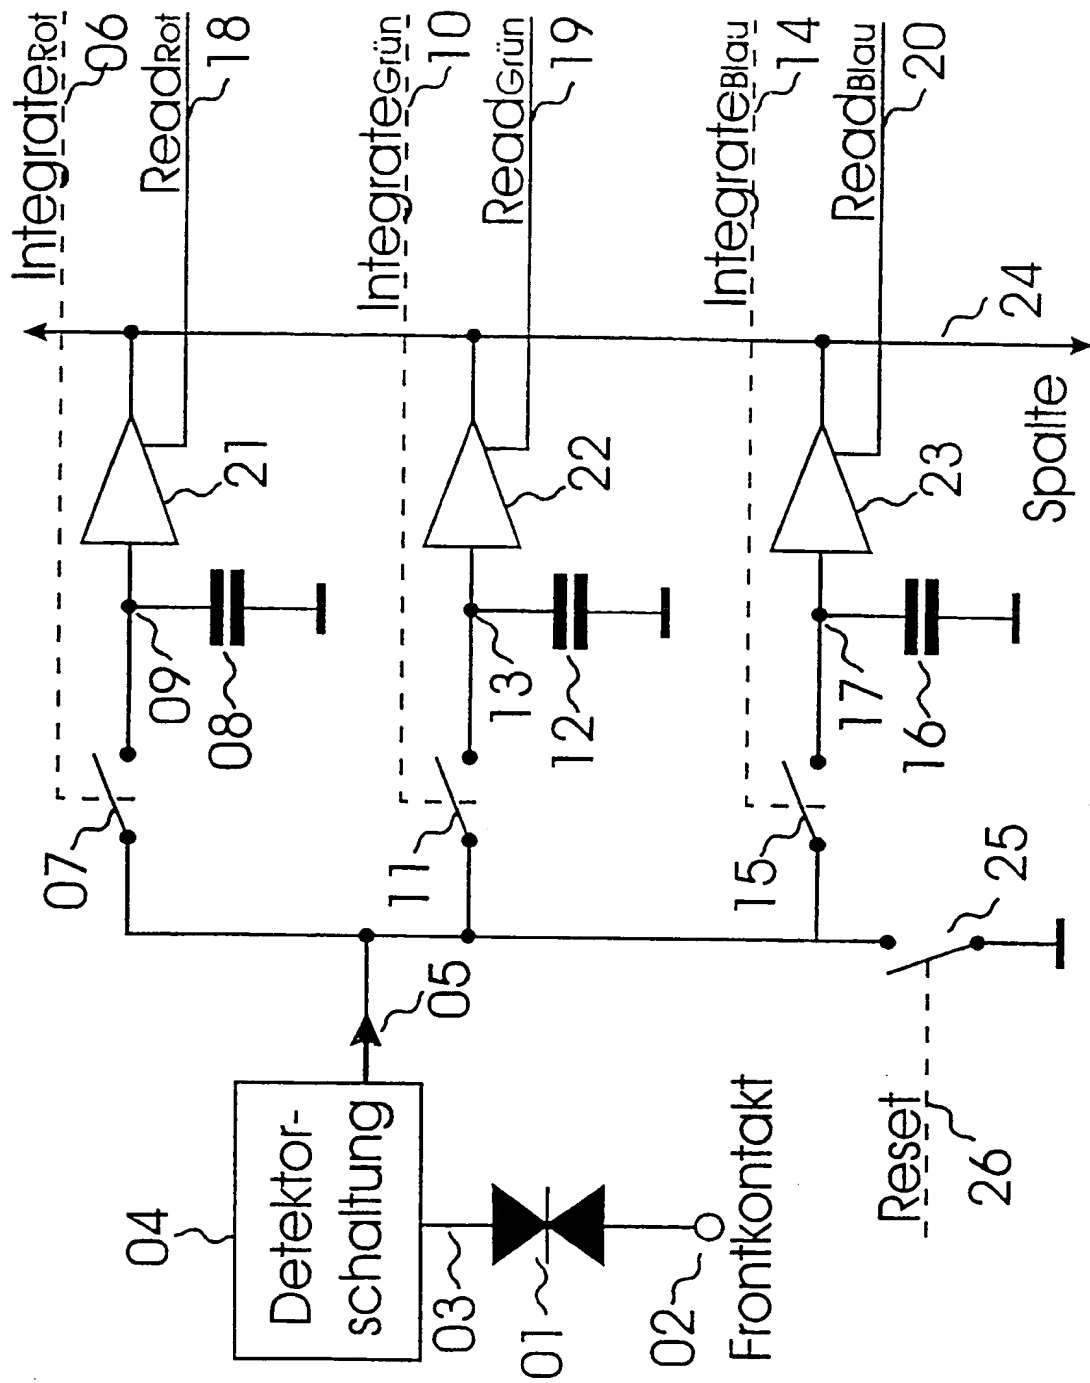 Integrate Rot
06
Read Rot
18
07
09
08
21
Integrate Grün
10
Read Grün
19
11
13
12
22
Integrate Blau
14
Read Blau
20
15
17
16
23
24
Spalte
04
Detektor-
schaltung
05
03
01
02
Frontkontakt
Reset
26
25